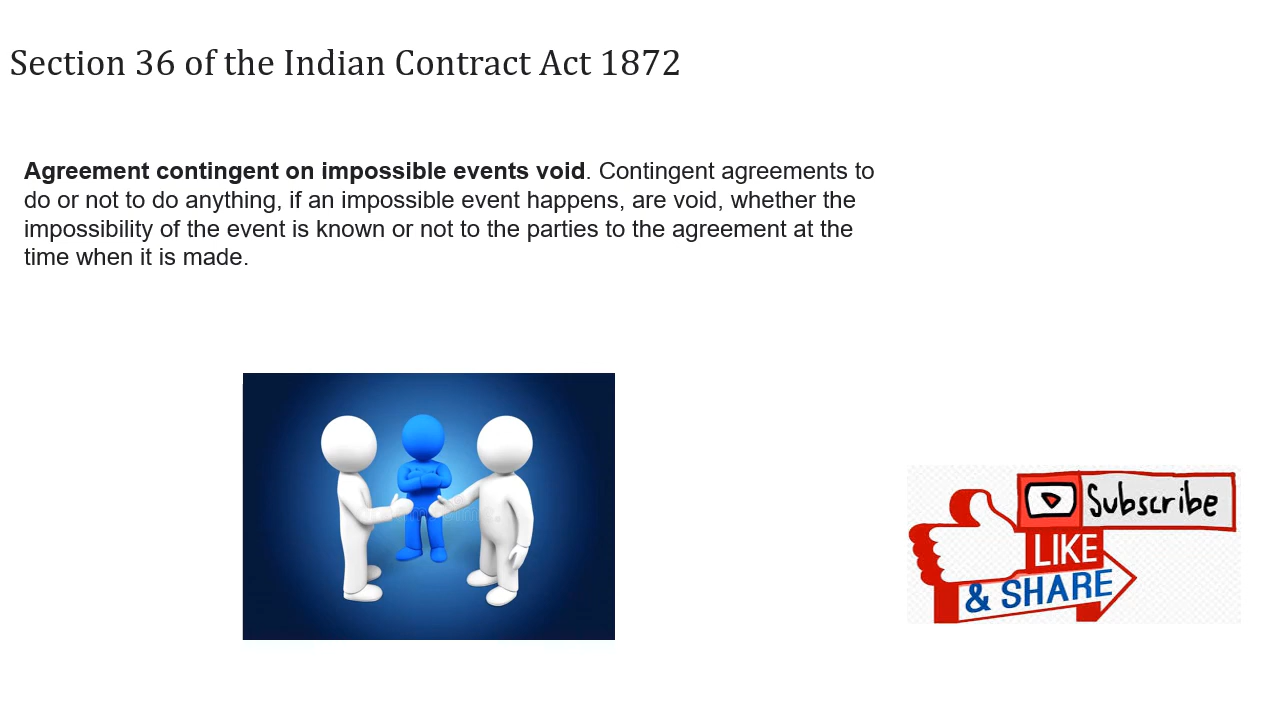 Section 36 of the Indian Contract Act 1872
Agreement contingent on impossible events void. Contingent agreements to
do or not to do anything, if an impossible event happens, are void, whether the
impossibility of the event is known or not to the parties to the agreement at the
time when it is made.
Subscribe
LIKE
& SHARE